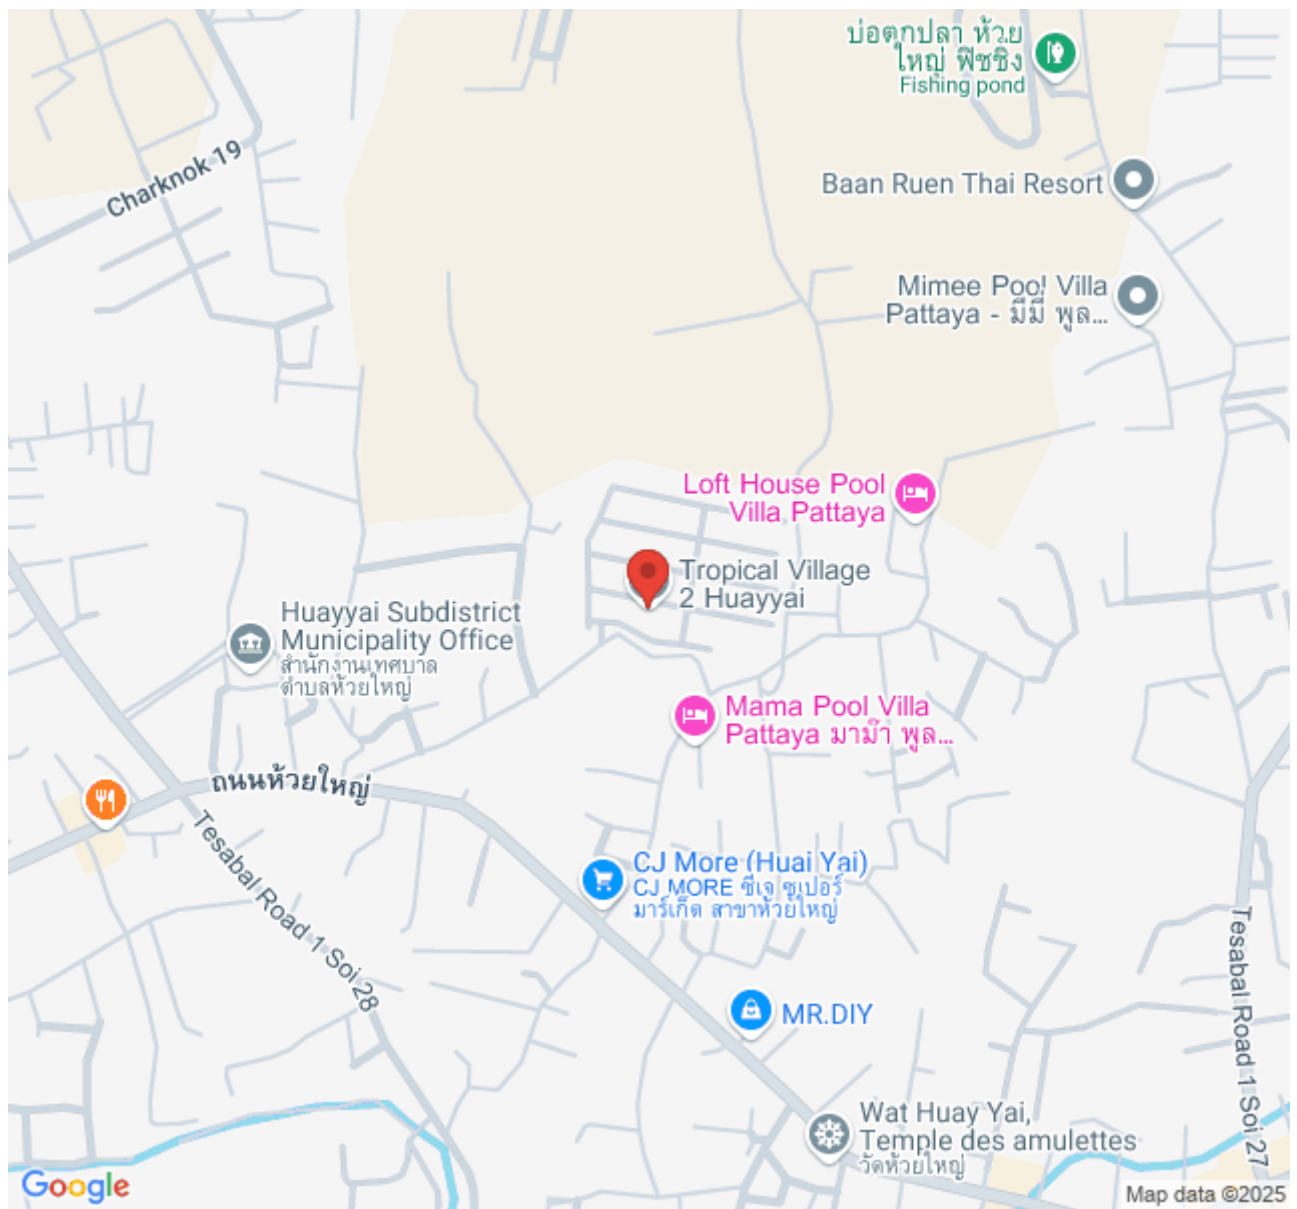 บ่อตกปลา ห้วย
ใหญ่ ฟิชชิง
Fishing pond
Charknok 19
Baan Ruen Thai Resort
Mimee Pool Villa
Pattaya - มีมี่ พูล...
Loft House Pool
Villa Pattaya
Tropical Village
2 Huayyai
Huayyai Subdistrict
Municipality Office
สำนักงานเทศบาล
ตำบลห้วยใหญ่
Mama Pool Villa
Pattaya มาม๊า พูล...
ถนนห้วยใหญ่
Tesabal Road 1 Soi 28
CJ More (Huai Yai)
CJ MORE ซีเจ ซูเปอร์
มาร์เก็ต สาขาห้วยใหญ่
Tesabal Road 1 Soi 27
MR.DIY
Wat Huay Yai,
Temple des amulettes
วัดห้วยใหญ่
Google
Map data ©2025